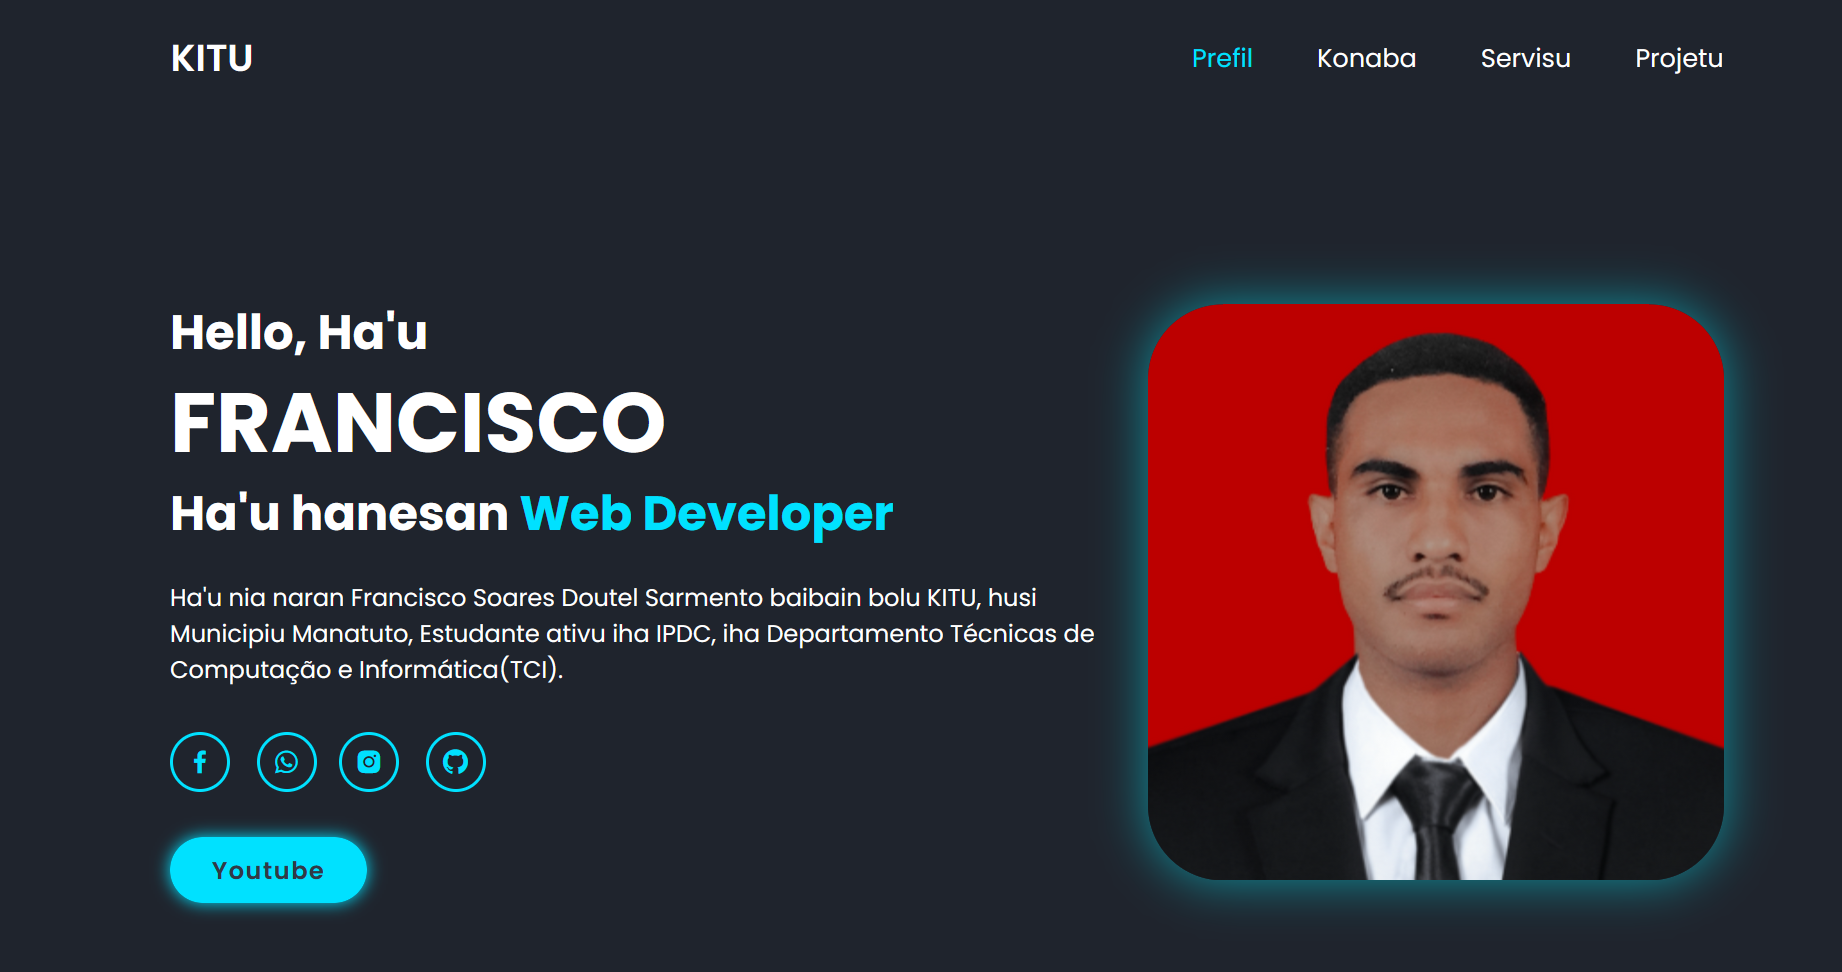 KITU
Prefil
Konaba
Servisu
Projetu
Hello, Ha'u
FRANCISCO
Ha'u hanesan Web Developer
Ha'u nia naran Francisco Soares Doutel Sarmento baibain bolu KITU, husi
Municipiu Manatuto, Estudante ativu iha IPDC, iha Departamento Técnicas de
Computação e Informática(TCI).
Youtube